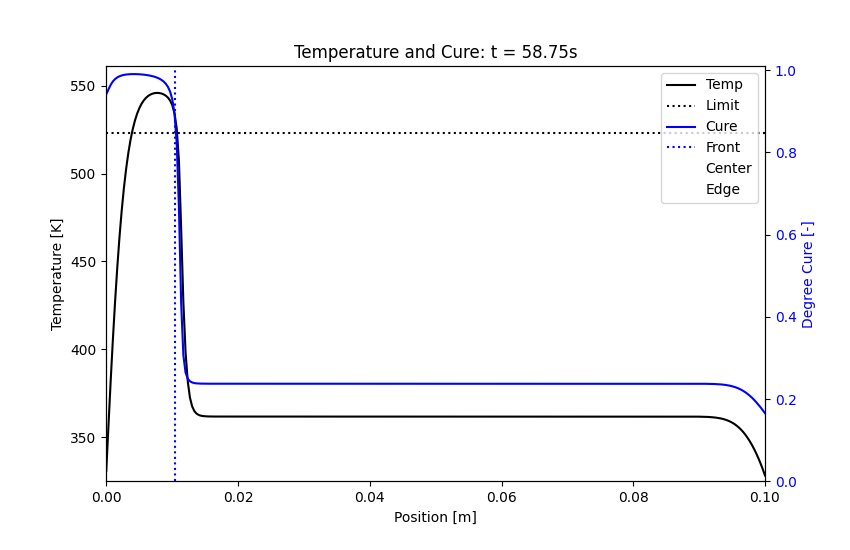 Temperature and Cure: t = 58.75s
Temp
Limit
Cure
Front
Center
Edge
Temperature [K]
550
500
450
400
350
Degree Cure [-]
1.0
0.8
0.6
0.4
0.2
0.0
0.00 0.02 0.04 0.06 0.08 0.10
Position [m]